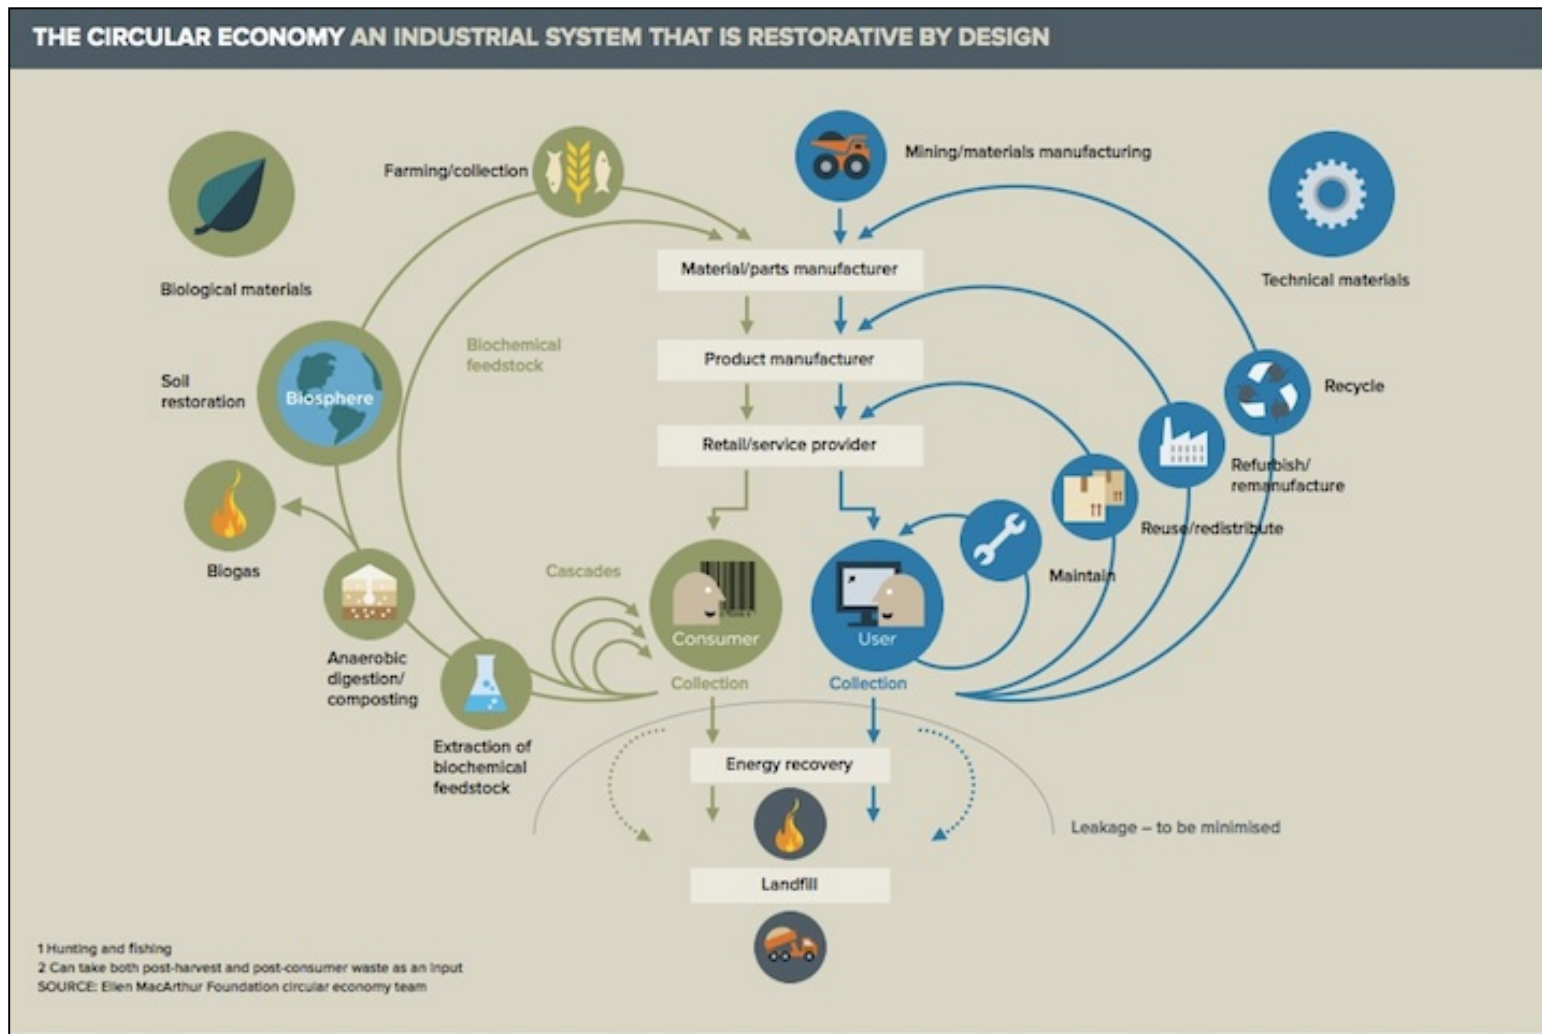 THE CIRCULAR ECONOMY AN INDUSTRIAL SYSTEM THAT IS RESTORATIVE BY DESIGN
Farming/collection
Mining/materials manufacturing
Biological materials
Technical materials
Material/parts manufacturer
Biochemical
feedstock
Product manufacturer
Soil
restoration
Biosphere
Recycle
Retail/service provider
Refurbish/
remanufacture
Reuse/redistribute
Biogas
Cascades
Maintain
Consumer
User
Anaerobic
digestion/
composting
Collection
Collection
Extraction of
biochemical
feedstock
Energy recovery
Leakage – to be minimised
Landfill
1 Hunting and fishing
2 Can take both post-harvest and post-consumer waste as an input
SOURCE: Ellen MacArthur Foundation circular economy team